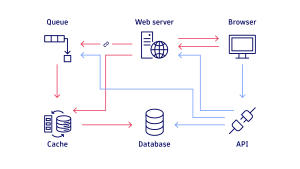 Queue
Web server
Browser
Cache
Database
API